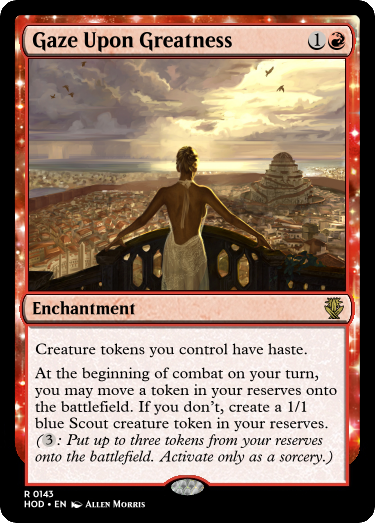 Gaze Upon Greatness 1
Enchantment
Creature tokens you control have haste.
At the beginning of combat on your turn,
you may move a token in your reserves onto
the battlefield. If you don't, create a 1/1
blue Scout creature token in your reserves.
(3: Put up to three tokens from your reserves
onto the battlefield. Activate only as a sorcery.)
R 0143
HOD • EN Allen Morris